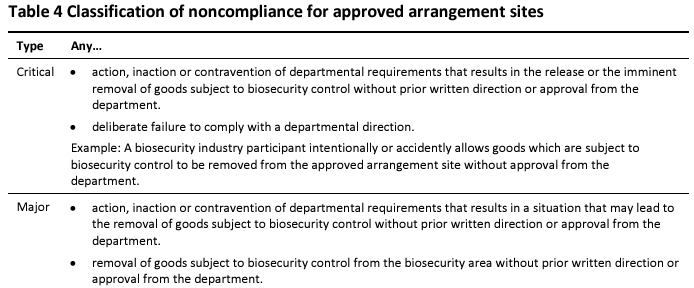 Table 4 Classification of noncompliance for approved arrangement sites
Type Any...
Critical • action, inaction or contravention of departmental requirements that results in the release or the imminent
removal of goods subject to biosecurity control without prior written direction or approval from the
department.
• deliberate failure to comply with a departmental direction.
Example: A biosecurity industry participant intentionally or accidently allows goods which are subject to
biosecurity control to be removed from the approved arrangement site without approval from the
department.
Major • action, inaction or contravention of departmental requirements that results in a situation that may lead to
the removal of goods subject to biosecurity control without prior written direction or approval from the
department.
• removal of goods subject to biosecurity control from the biosecurity area without prior written direction or
approval from the department.